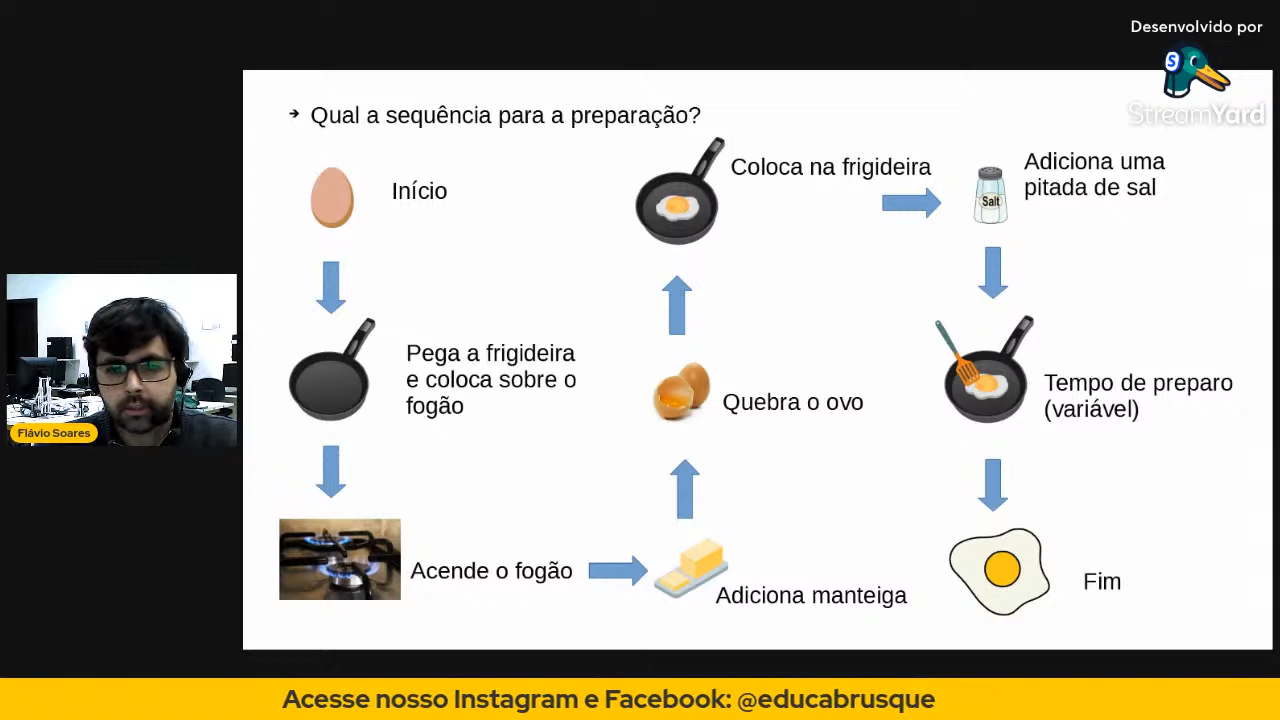 Desenvolvido por
S
StreamYard
Qual a sequência para a preparação?
Início
Pega a frigideira
e coloca sobre o
fogão
Acende o fogão
Adiciona manteiga
Quebra o ovo
Coloca na frigideira
Salt
Adiciona uma
pitada de sal
Tempo de preparo
(variável)
Fim
Flávio Soares
Acesse nosso Instagram e Facebook: @educabrusque